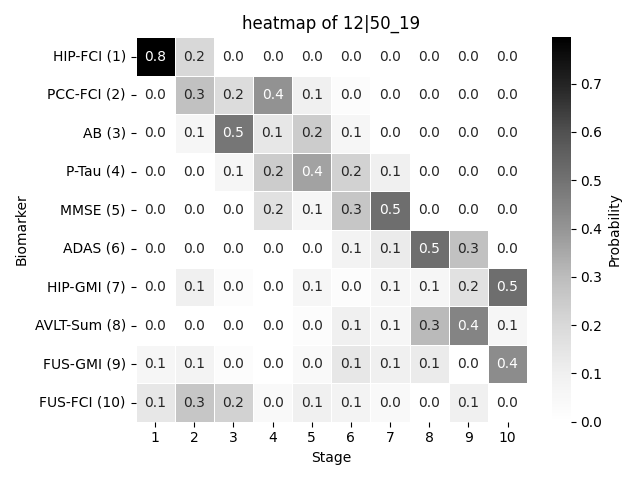 heatmap of 12|50_19
HIP-FCI (1) 0.8 0.2 0.0 0.0 0.0 0.0 0.0 0.0 0.0 0.0
PCC-FCI (2) 0.0 0.3 0.2 0.4 0.1 0.0 0.0 0.0 0.0 0.0
AB (3) 0.0 0.1 0.5 0.1 0.2 0.1 0.0 0.0 0.0 0.0
P-Tau (4) 0.0 0.0 0.1 0.2 0.4 0.2 0.1 0.0 0.0 0.0
MMSE (5) 0.0 0.0 0.0 0.2 0.1 0.3 0.5 0.0 0.0 0.0
ADAS (6) 0.0 0.0 0.0 0.0 0.0 0.1 0.1 0.5 0.3 0.0
HIP-GMI (7) 0.0 0.1 0.0 0.0 0.1 0.0 0.1 0.1 0.2 0.5
AVLT-Sum (8) 0.0 0.0 0.0 0.0 0.0 0.1 0.1 0.3 0.4 0.1
FUS-GMI (9) 0.1 0.1 0.0 0.0 0.0 0.1 0.1 0.1 0.0 0.4
FUS-FCI (10) 0.1 0.3 0.2 0.0 0.1 0.1 0.0 0.0 0.1 0.0
1 2 3 4 5 6 7 8 9 10
Stage
Biomarker
0.7
0.6
0.5
0.4
0.3
0.2
0.1
0.0
Probability